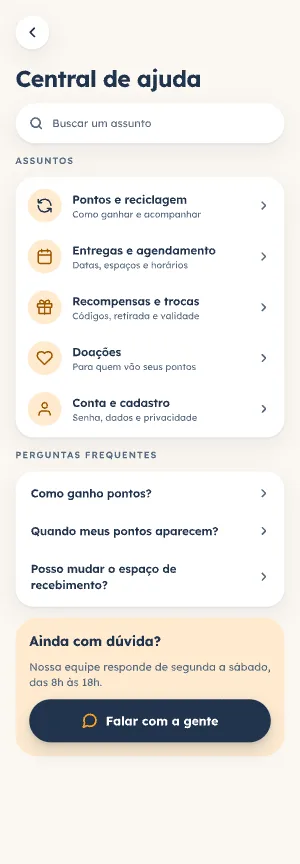 Central de ajuda
Buscar um assunto
ASSUNTOS
Pontos e reciclagem
Como ganhar e acompanhar
Entregas e agendamento
Datas, espaços e horários
Recompensas e trocas
Códigos, retirada e validade
Doações
Para quem vão seus pontos
Conta e cadastro
Senha, dados e privacidade
PERGUNTAS FREQUENTES
Como ganho pontos?
Quando meus pontos aparecem?
Posso mudar o espaço de
recebimento?
Ainda com dúvida?
Nossa equipe responde de segunda a sábado,
das 8h às 18h.
Falar com a gente